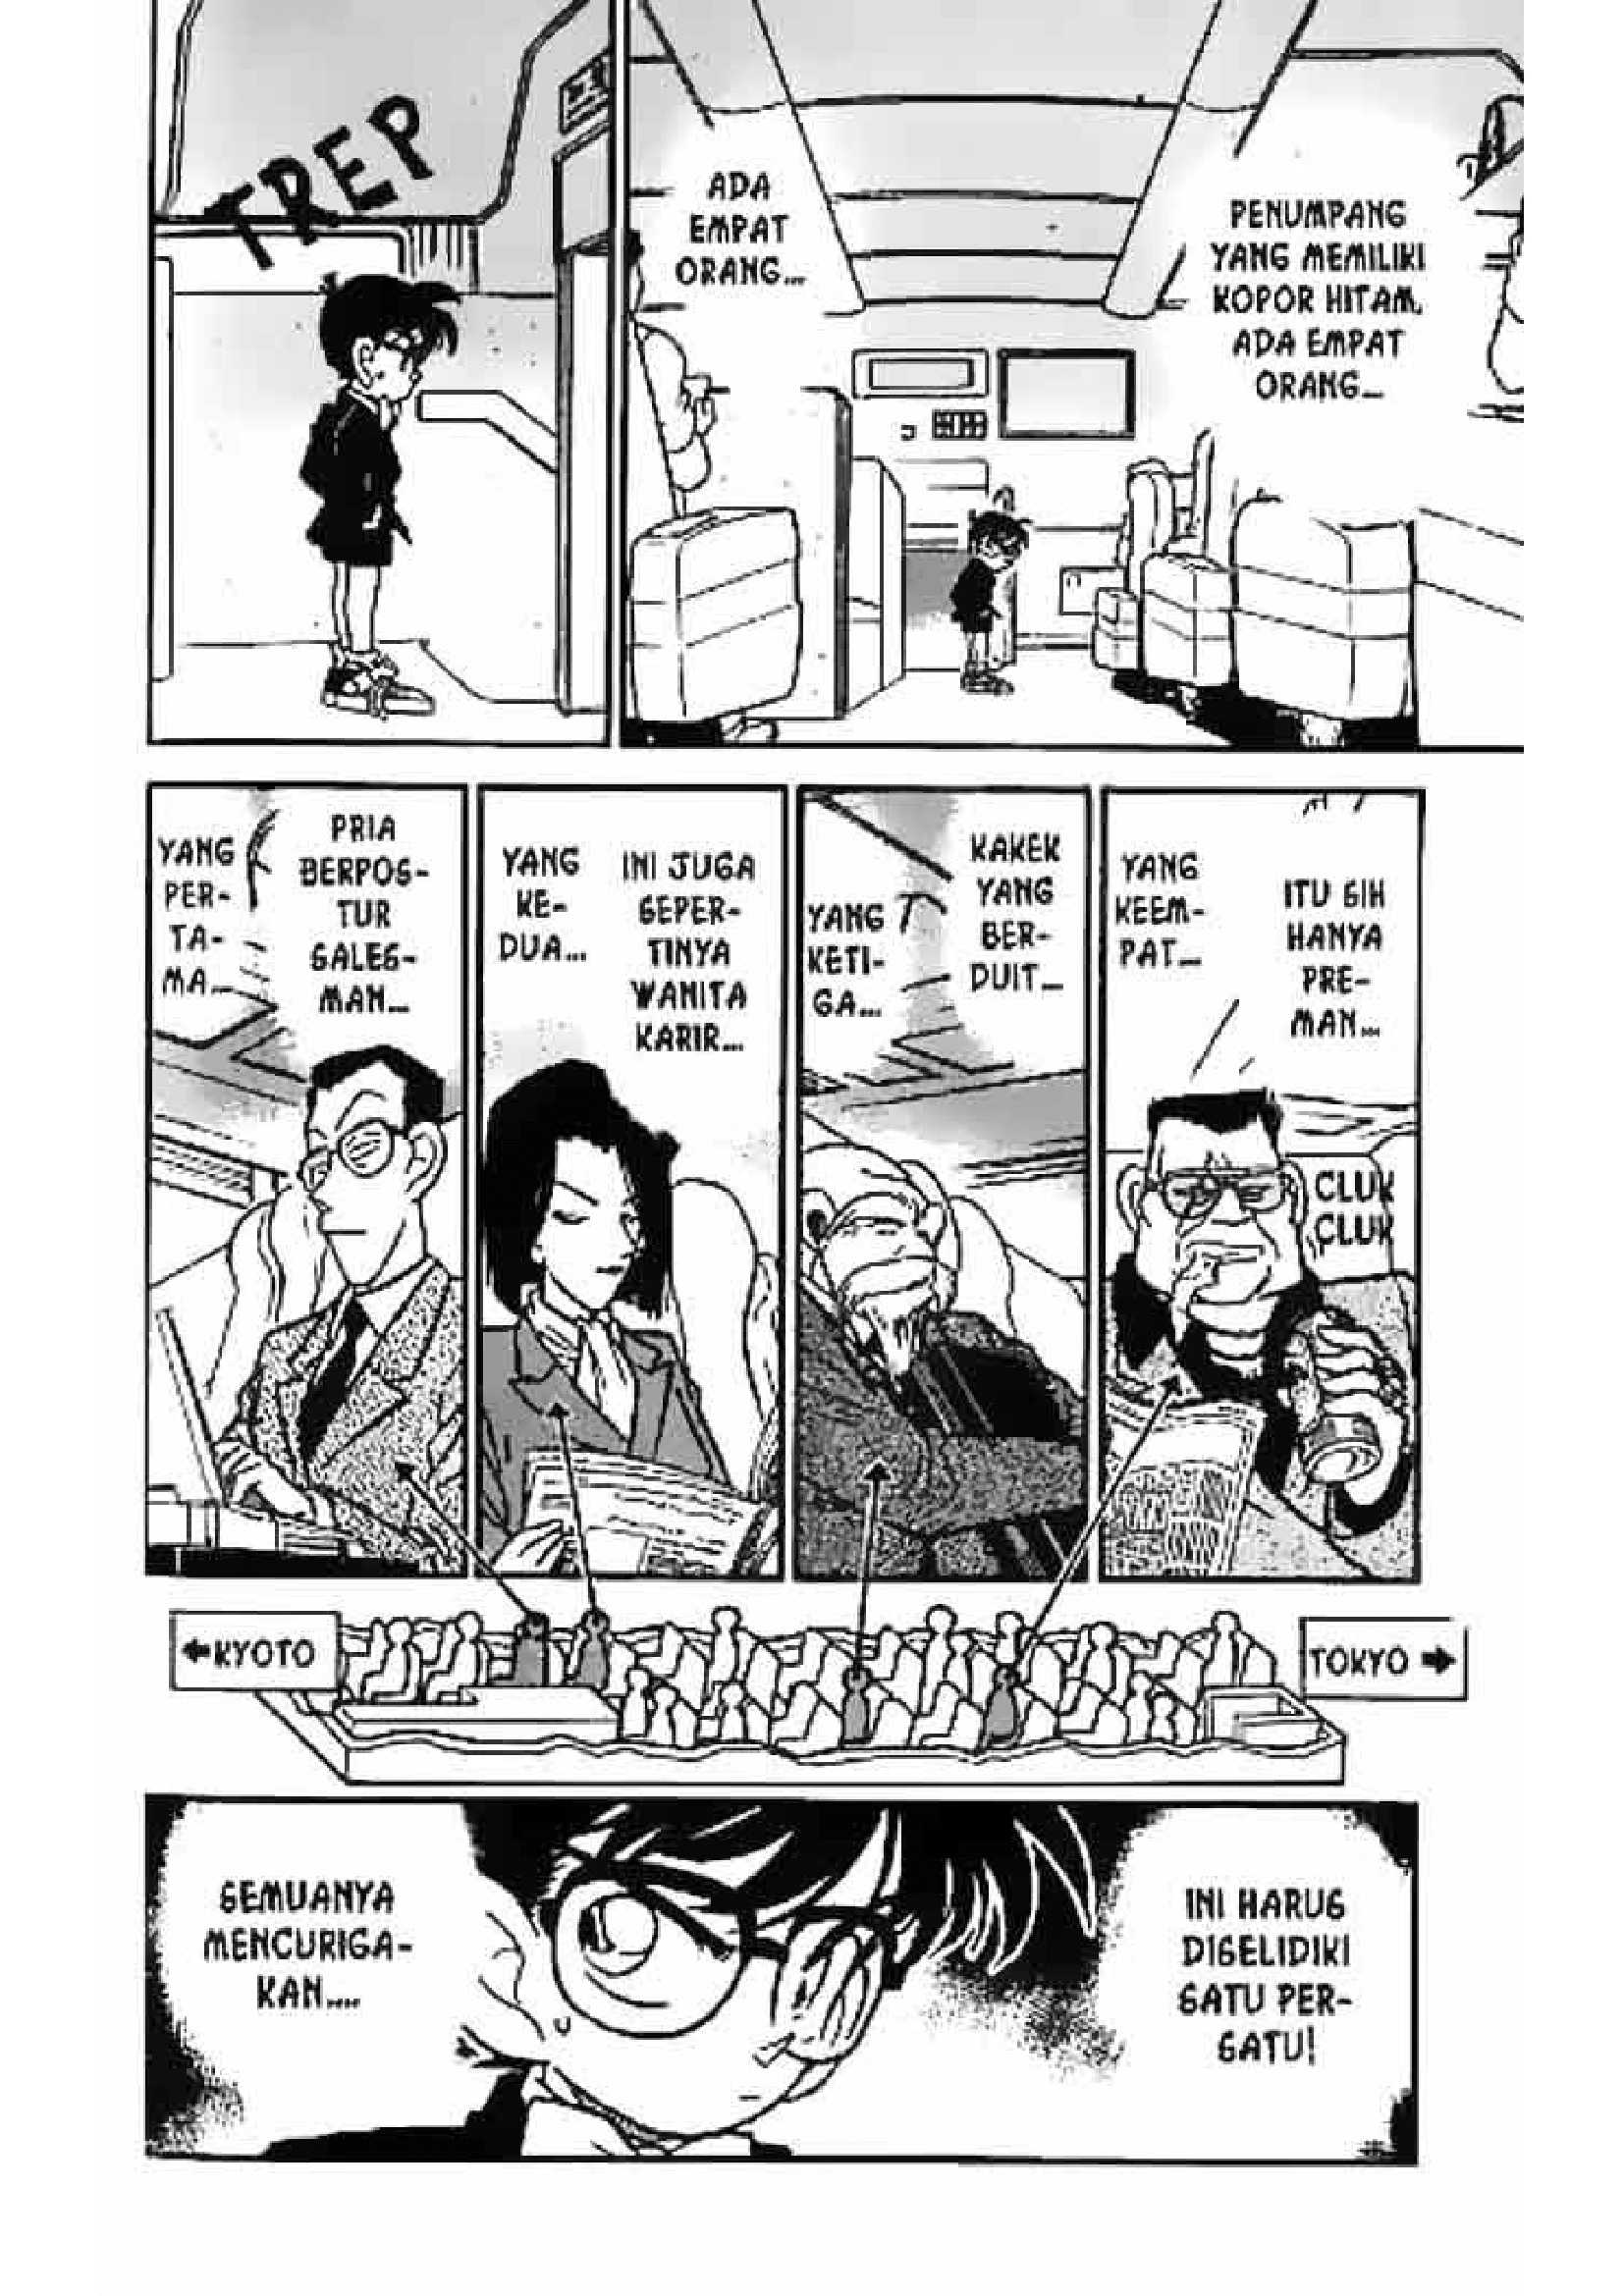 TREP
ADA
EMPAT
ORANG...
PENUMPANG
YANG MEMILIKI
KOPOR HITAM,
ADA EMPAT
ORANG...
YANG
PER-
TA-
MA...
PRIA
BERPOS-
TUR
SALES-
MAN...
YANG
KE-
DUA...
INI JUGA
SEPER-
TINYA
WANITA
KARIR...
YANG
KETI-
GA...
KAKEK
YANG
BER-
DUIT...
YANG
KEEM-
PAT...
ITU SIH
HANYA
PRE-
MAN...
CLUK
CLUK
←KYOTO
TOKYO→
SEMUANYA
MENCURIGA-
KAN....
INI HARUS
DISELIDIKI
SATU PER-
SATU!